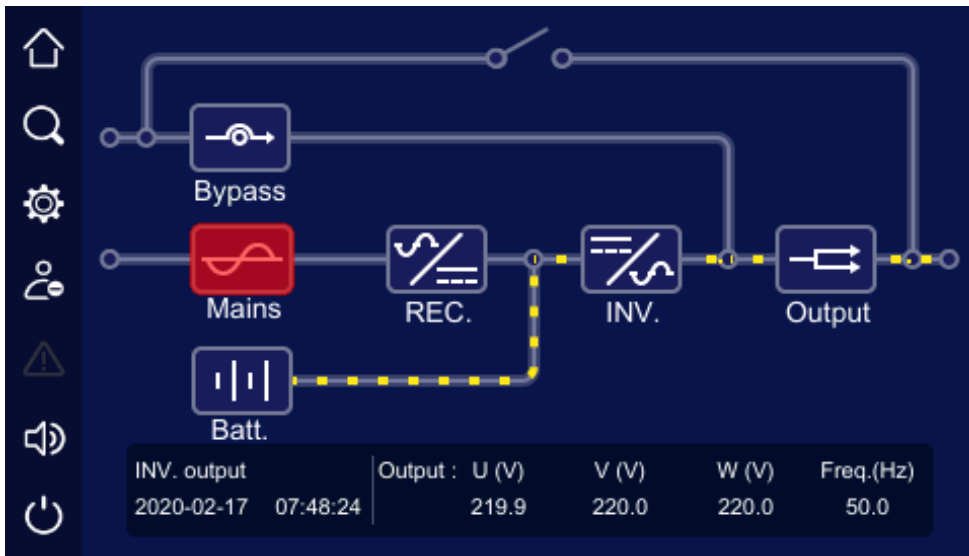 Bypass
Mains
REC.
INV.
Output
Batt.
INV. output
2020-02-17 07:48:24
Output : U (V) V (V) W (V) Freq.(Hz)
219.9 220.0 220.0 50.0